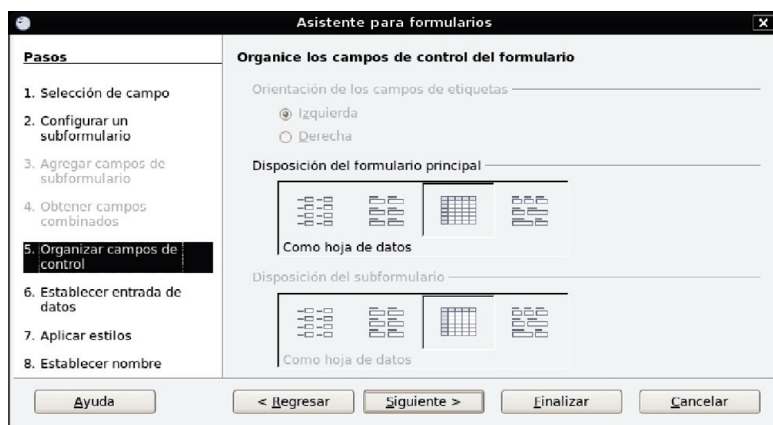 Asistente para formularios
Pasos
1. Selección de campo
2. Configurar un
subformulario
3. Agregar campos de
subformulario
4. Obtener campos
combinados
5. Organizar campos de
control
6. Establecer entrada de
datos
7. Aplicar estilos
8. Establecer nombre
Organice los campos de control del formulario
Orientación de los campos de etiquetas
Izquierda
Derecha
Disposición del formulario principal
Como hoja de datos
Disposición del subformulario
Como hoja de datos
Ayuda
< Regresar
Siguiente >
Finalizar
Cancelar